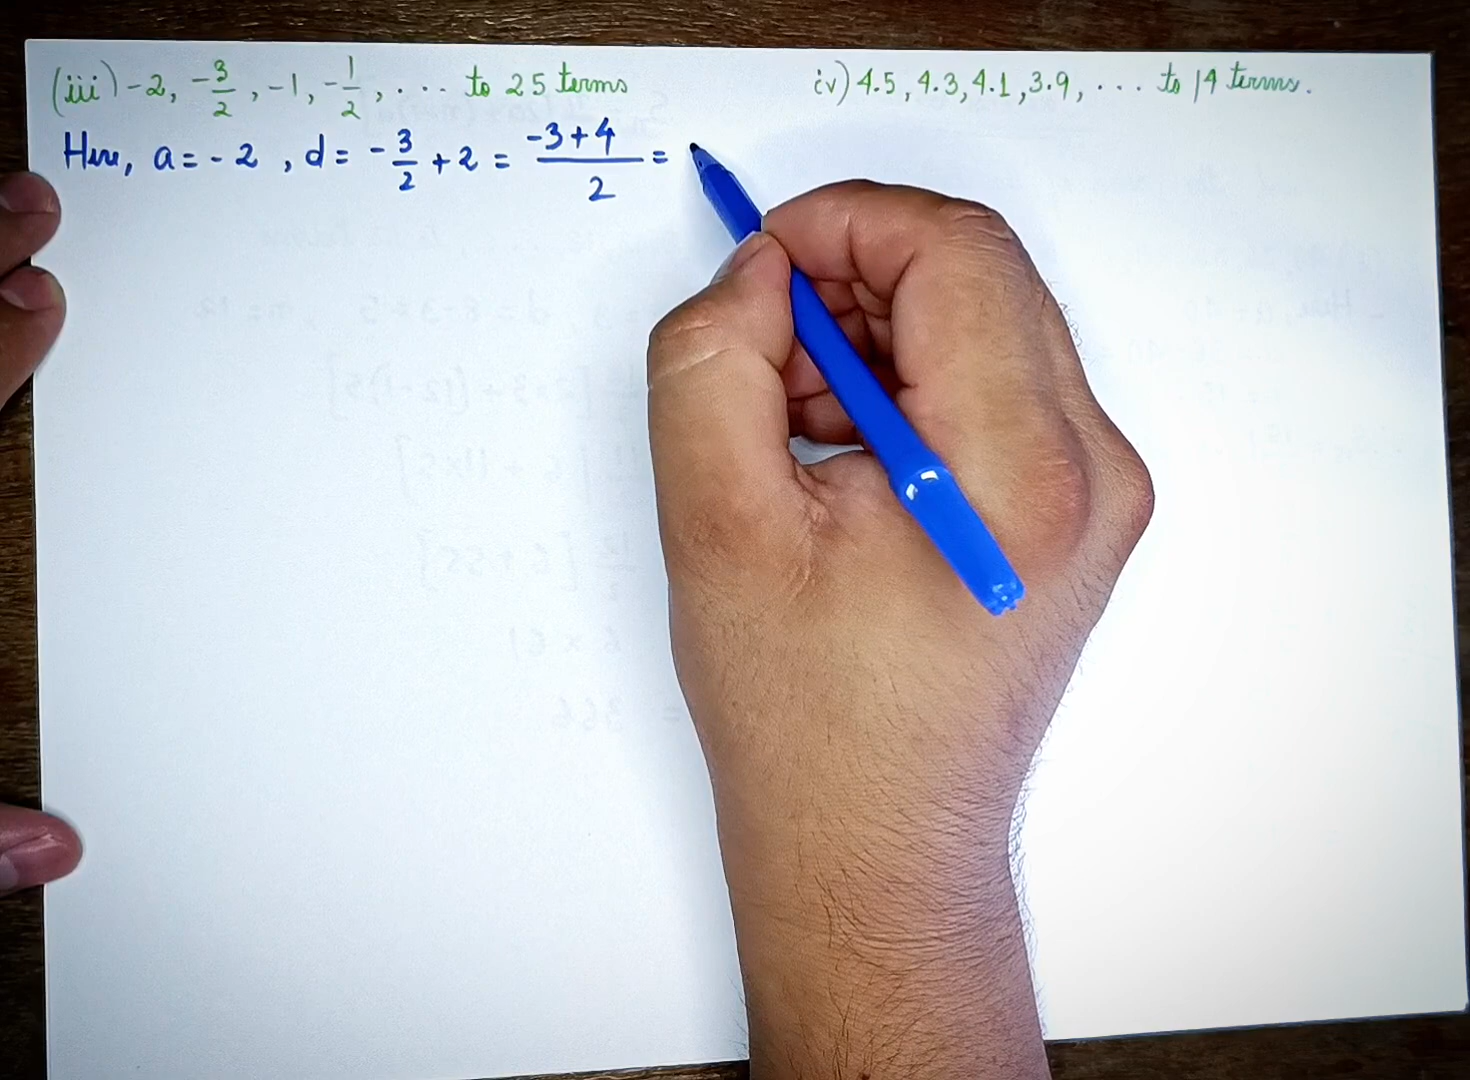 (iii) -2, -3/2, -1, -1/2, ... to 25 terms
iv) 4.5, 4.3, 4.1, 3.9, ... to 14 terms.
Here, a = -2, d = -3/2 + 2 = (-3+4)/2 =